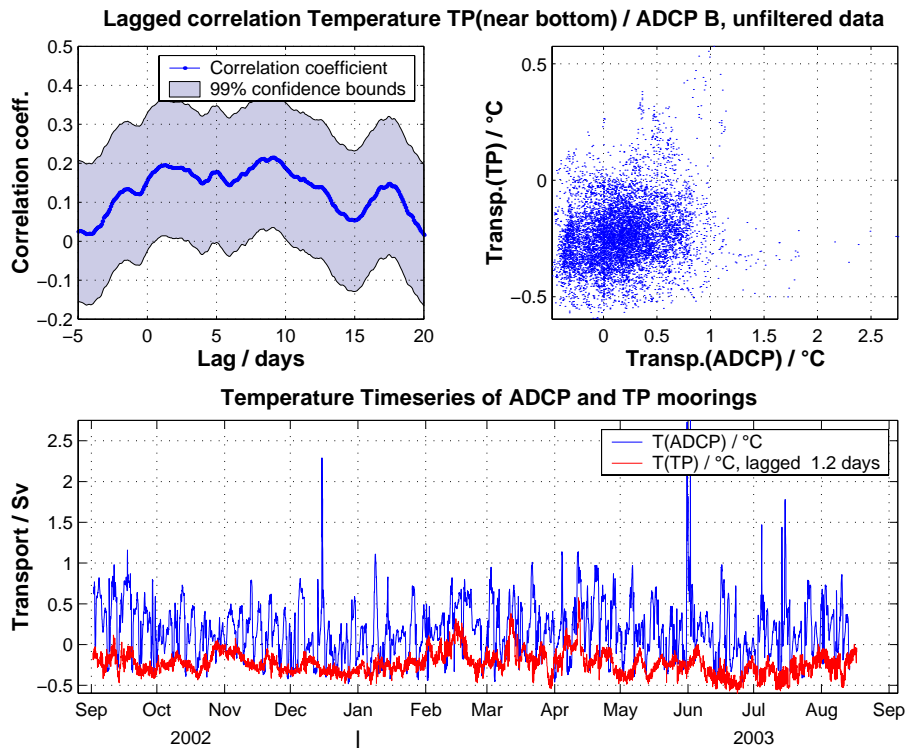 Lagged correlation Temperature TP(near bottom) / ADCP B, unfiltered data
Correlation coeff.
0.5
0.4
0.3
0.2
0.1
0
−0.1
−0.2
Correlation coefficient
99% confidence bounds
−5 0 5 10 15 20
Lag / days
Transp.(TP) / °C
0.5
0
−0.5
0 0.5 1 1.5 2 2.5
Transp.(ADCP) / °C
Temperature Timeseries of ADCP and TP moorings
Transport / Sv
2.5
2
1.5
1
0.5
0
−0.5
T(ADCP) / °C
T(TP) / °C, lagged 1.2 days
Sep Oct Nov Dec Jan Feb Mar Apr May Jun Jul Aug Sep
2002 | 2003